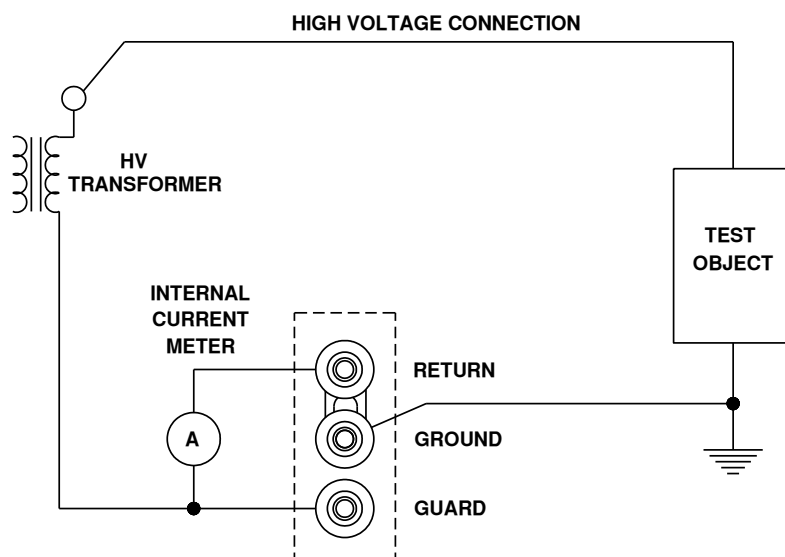 HIGH VOLTAGE CONNECTION
HV
TRANSFORMER
TEST
OBJECT
INTERNAL
CURRENT
METER
RETURN
A
GROUND
GUARD